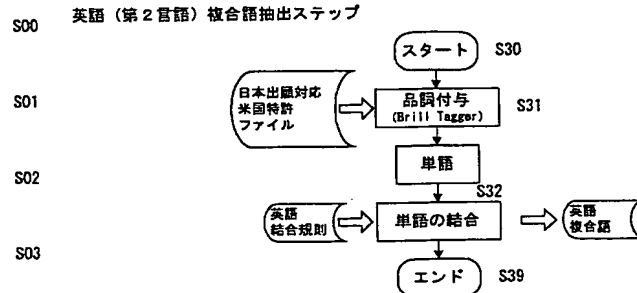 S00
英語（第２言語）複合語抽出ステップ
スタート
S30
S01
日本出願対応
米国特許
ファイル
品詞付与
(Brill Tagger)
S31
単語
S02
S32
英語
結合規則
単語の結合
英語
複合語
S03
エンド
S39